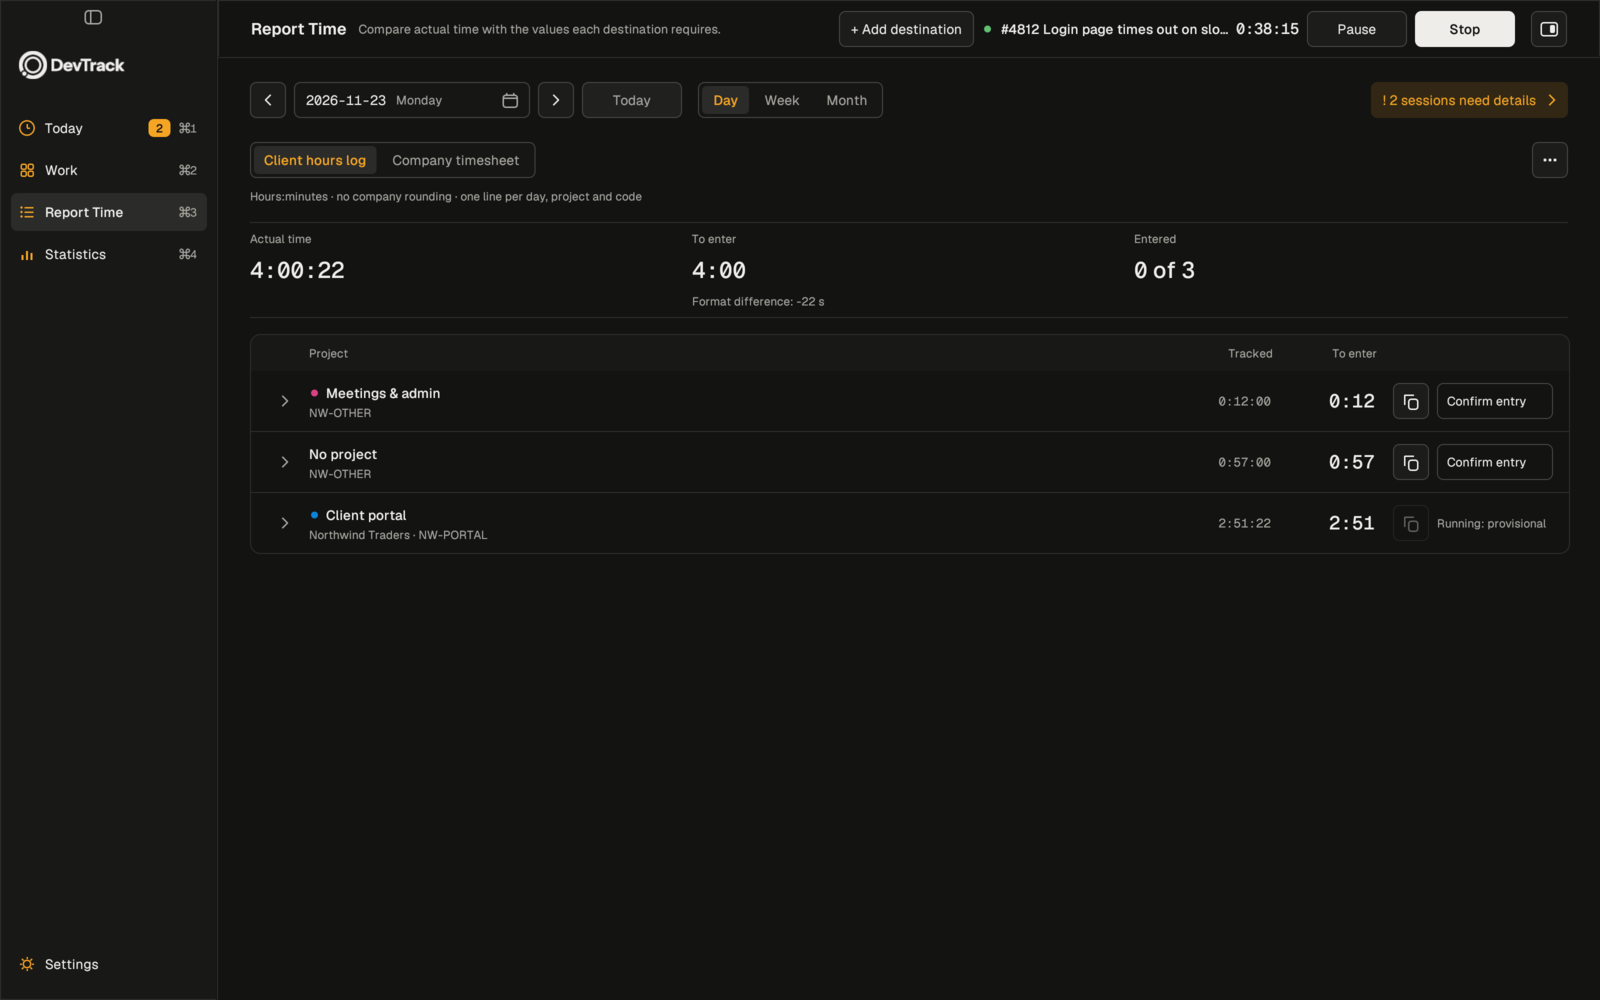 DevTrack
Today 2 ⌘1
Work ⌘2
Report Time ⌘3
Statistics ⌘4
Settings
Report Time Compare actual time with the values each destination requires.
+ Add destination #4812 Login page times out on slo... 0:38:15 Pause Stop
2026-11-23 Monday Today Day Week Month ! 2 sessions need details
Client hours log Company timesheet
Hours:minutes · no company rounding · one line per day, project and code
Actual time To enter Entered
4:00:22 4:00 0 of 3
Format difference: -22 s
Project Tracked To enter
Meetings & admin
NW-OTHER
0:12:00 0:12 Confirm entry
No project
NW-OTHER
0:57:00 0:57 Confirm entry
Client portal
Northwind Traders · NW-PORTAL
2:51:22 2:51 Running: provisional